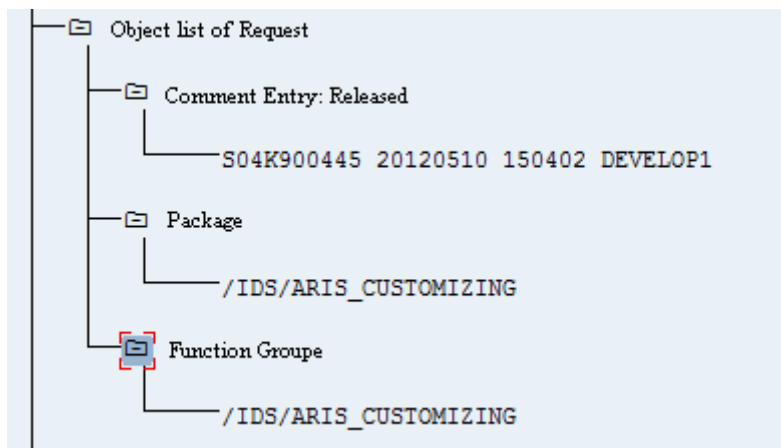 Object list of Request
Comment Entry: Released
S04K900445 20120510 150402 DEVELOP1
Package
/IDS/ARIS_CUSTOMIZING
Function Groupe
/IDS/ARIS_CUSTOMIZING